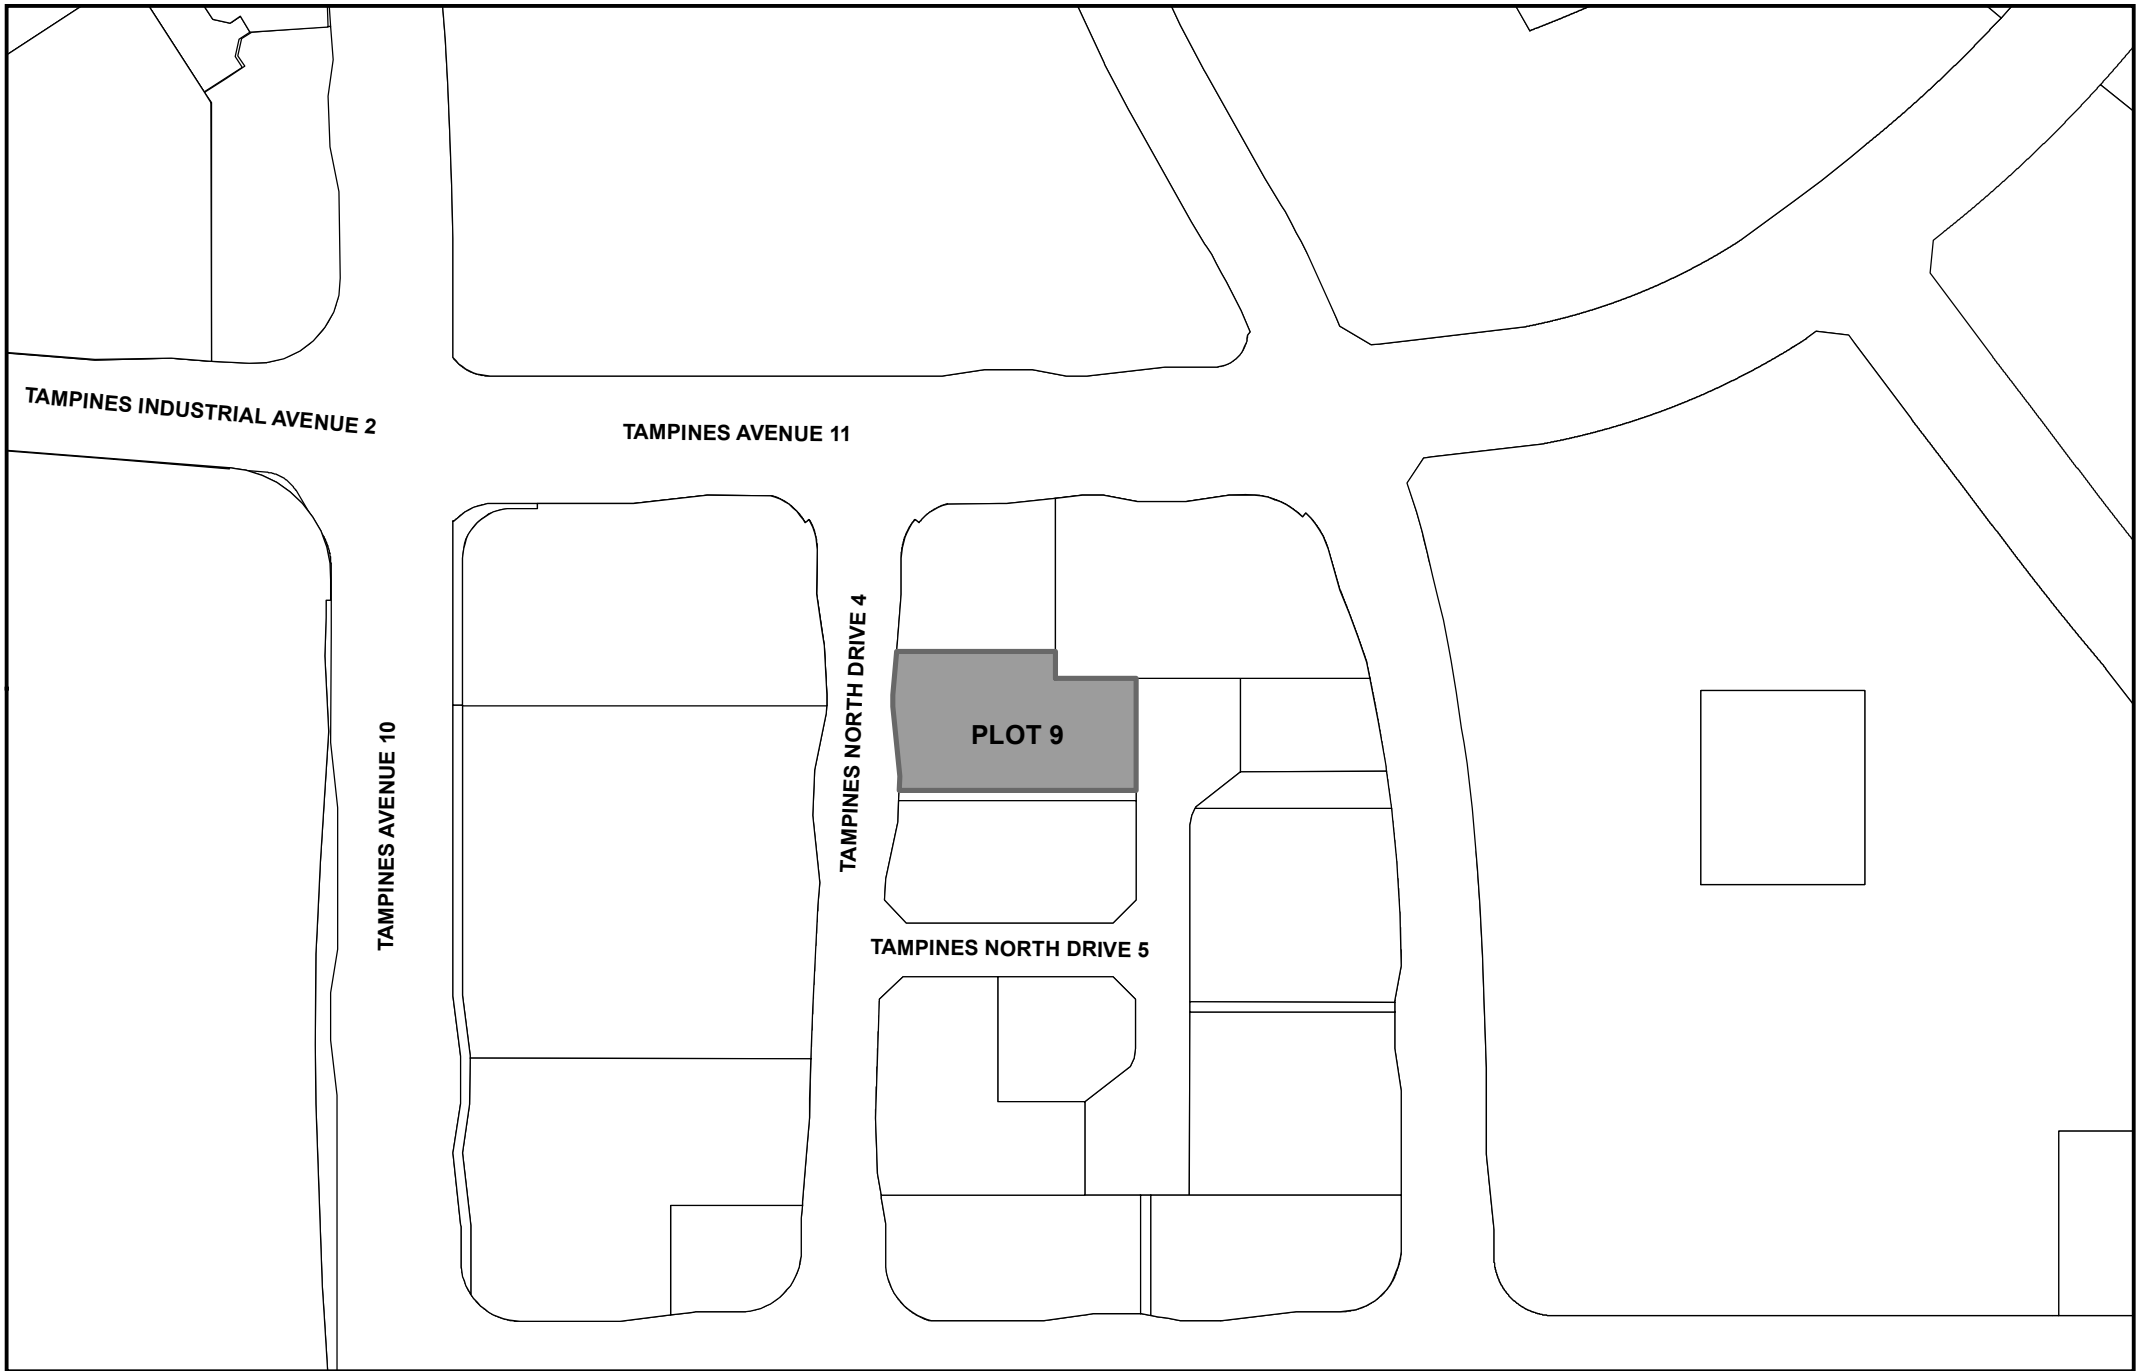 TAMPINES INDUSTRIAL AVENUE 2
TAMPINES AVENUE 11
TAMPINES NORTH DRIVE 4
PLOT 9
TAMPINES AVENUE 10
TAMPINES NORTH DRIVE 5